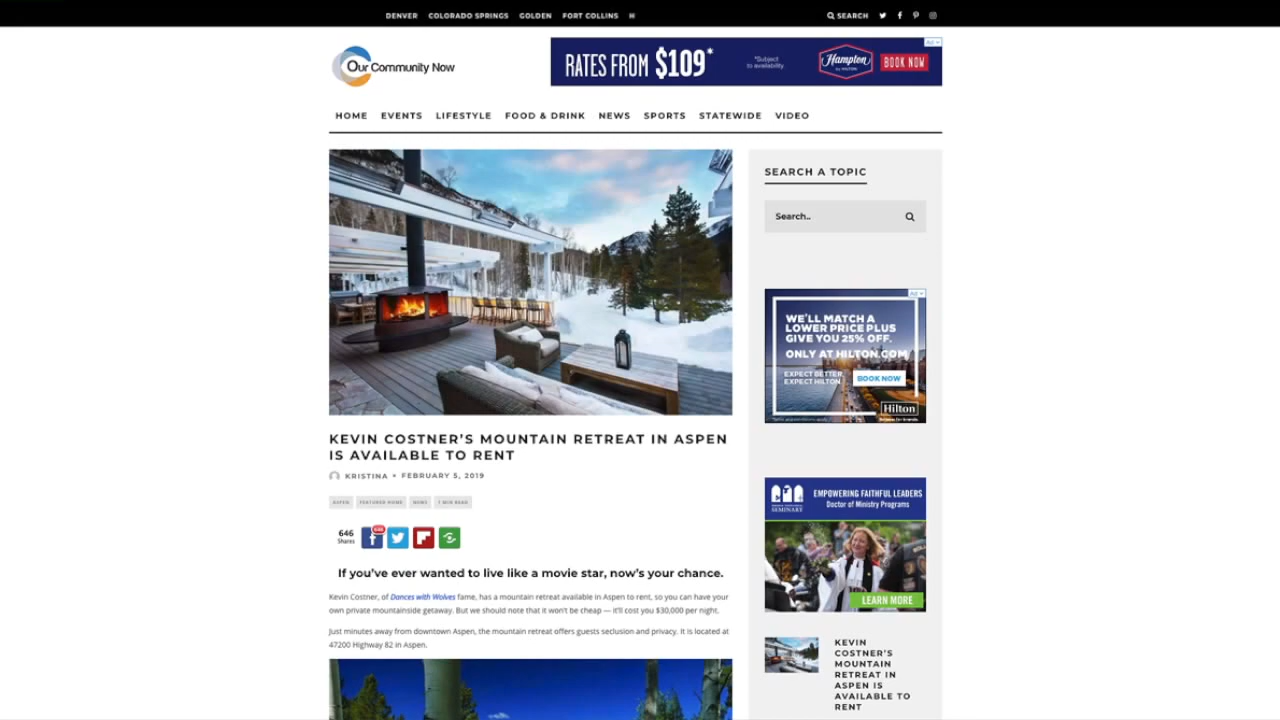 DENVER COLORADO SPRINGS GOLDEN FORT COLLINS
SEARCH
Our Community Now
RATES FROM $109*
*Subject
to availability.
Hampton
by HILTON
BOOK NOW
Ad
HOME EVENTS LIFESTYLE FOOD & DRINK NEWS SPORTS STATEWIDE VIDEO
KEVIN COSTNER'S MOUNTAIN RETREAT IN ASPEN
IS AVAILABLE TO RENT
KRISTINA • FEBRUARY 5, 2019
ASPEN FEATURED HOME NEWS 1 MIN READ
646
Shares
646
If you've ever wanted to live like a movie star, now's your chance.
Kevin Costner, of Dances with Wolves fame, has a mountain retreat available in Aspen to rent, so you can have your
own private mountainside getaway. But we should note that it won't be cheap — it'll cost you $30,000 per night.
Just minutes away from downtown Aspen, the mountain retreat offers guests seclusion and privacy. It is located at
47200 Highway 82 in Aspen.
SEARCH A TOPIC
Search..
Ad
WE'LL MATCH A
LOWER PRICE PLUS
GIVE YOU 25% OFF.
ONLY AT HILTON.COM
EXPECT BETTER.
EXPECT HILTON.
BOOK NOW
Hilton
SEMINARY
EMPOWERING FAITHFUL LEADERS
Doctor of Ministry Programs
LEARN MORE
KEVIN
COSTNER'S
MOUNTAIN
RETREAT IN
ASPEN IS
AVAILABLE TO
RENT